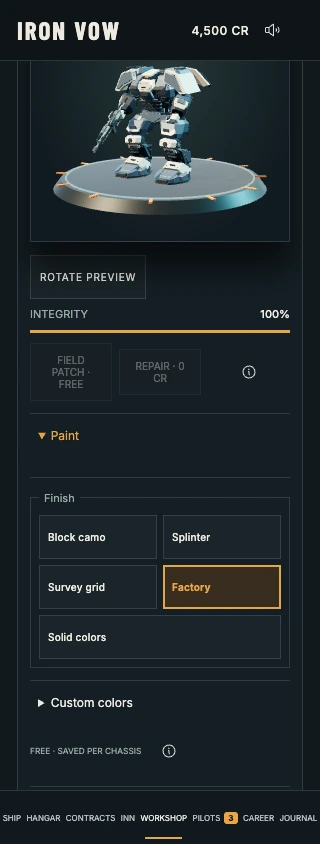 IRON VOW
4,500 CR
ROTATE PREVIEW
INTEGRITY 100%
FIELD
PATCH ·
FREE
REPAIR · 0
CR
Paint
Finish
Block camo
Splinter
Survey grid
Factory
Solid colors
Custom colors
FREE · SAVED PER CHASSIS
SHIP HANGAR CONTRACTS INN WORKSHOP PILOTS 3 CAREER JOURNAL